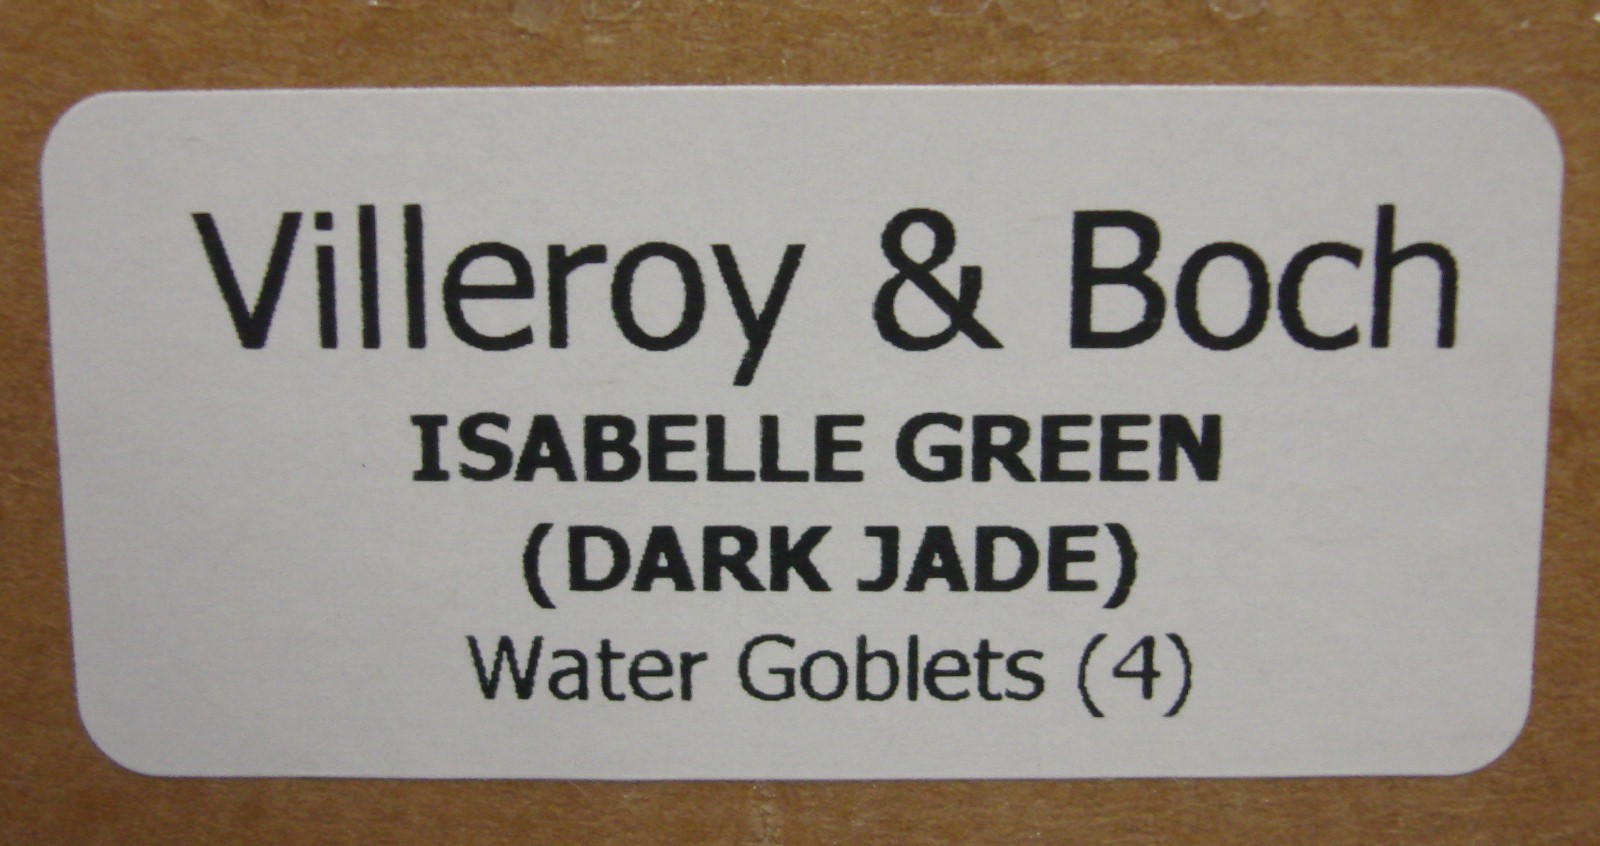 Villeroy & Boch
ISABELLE GREEN
(DARK JADE)
Water Goblets (4)